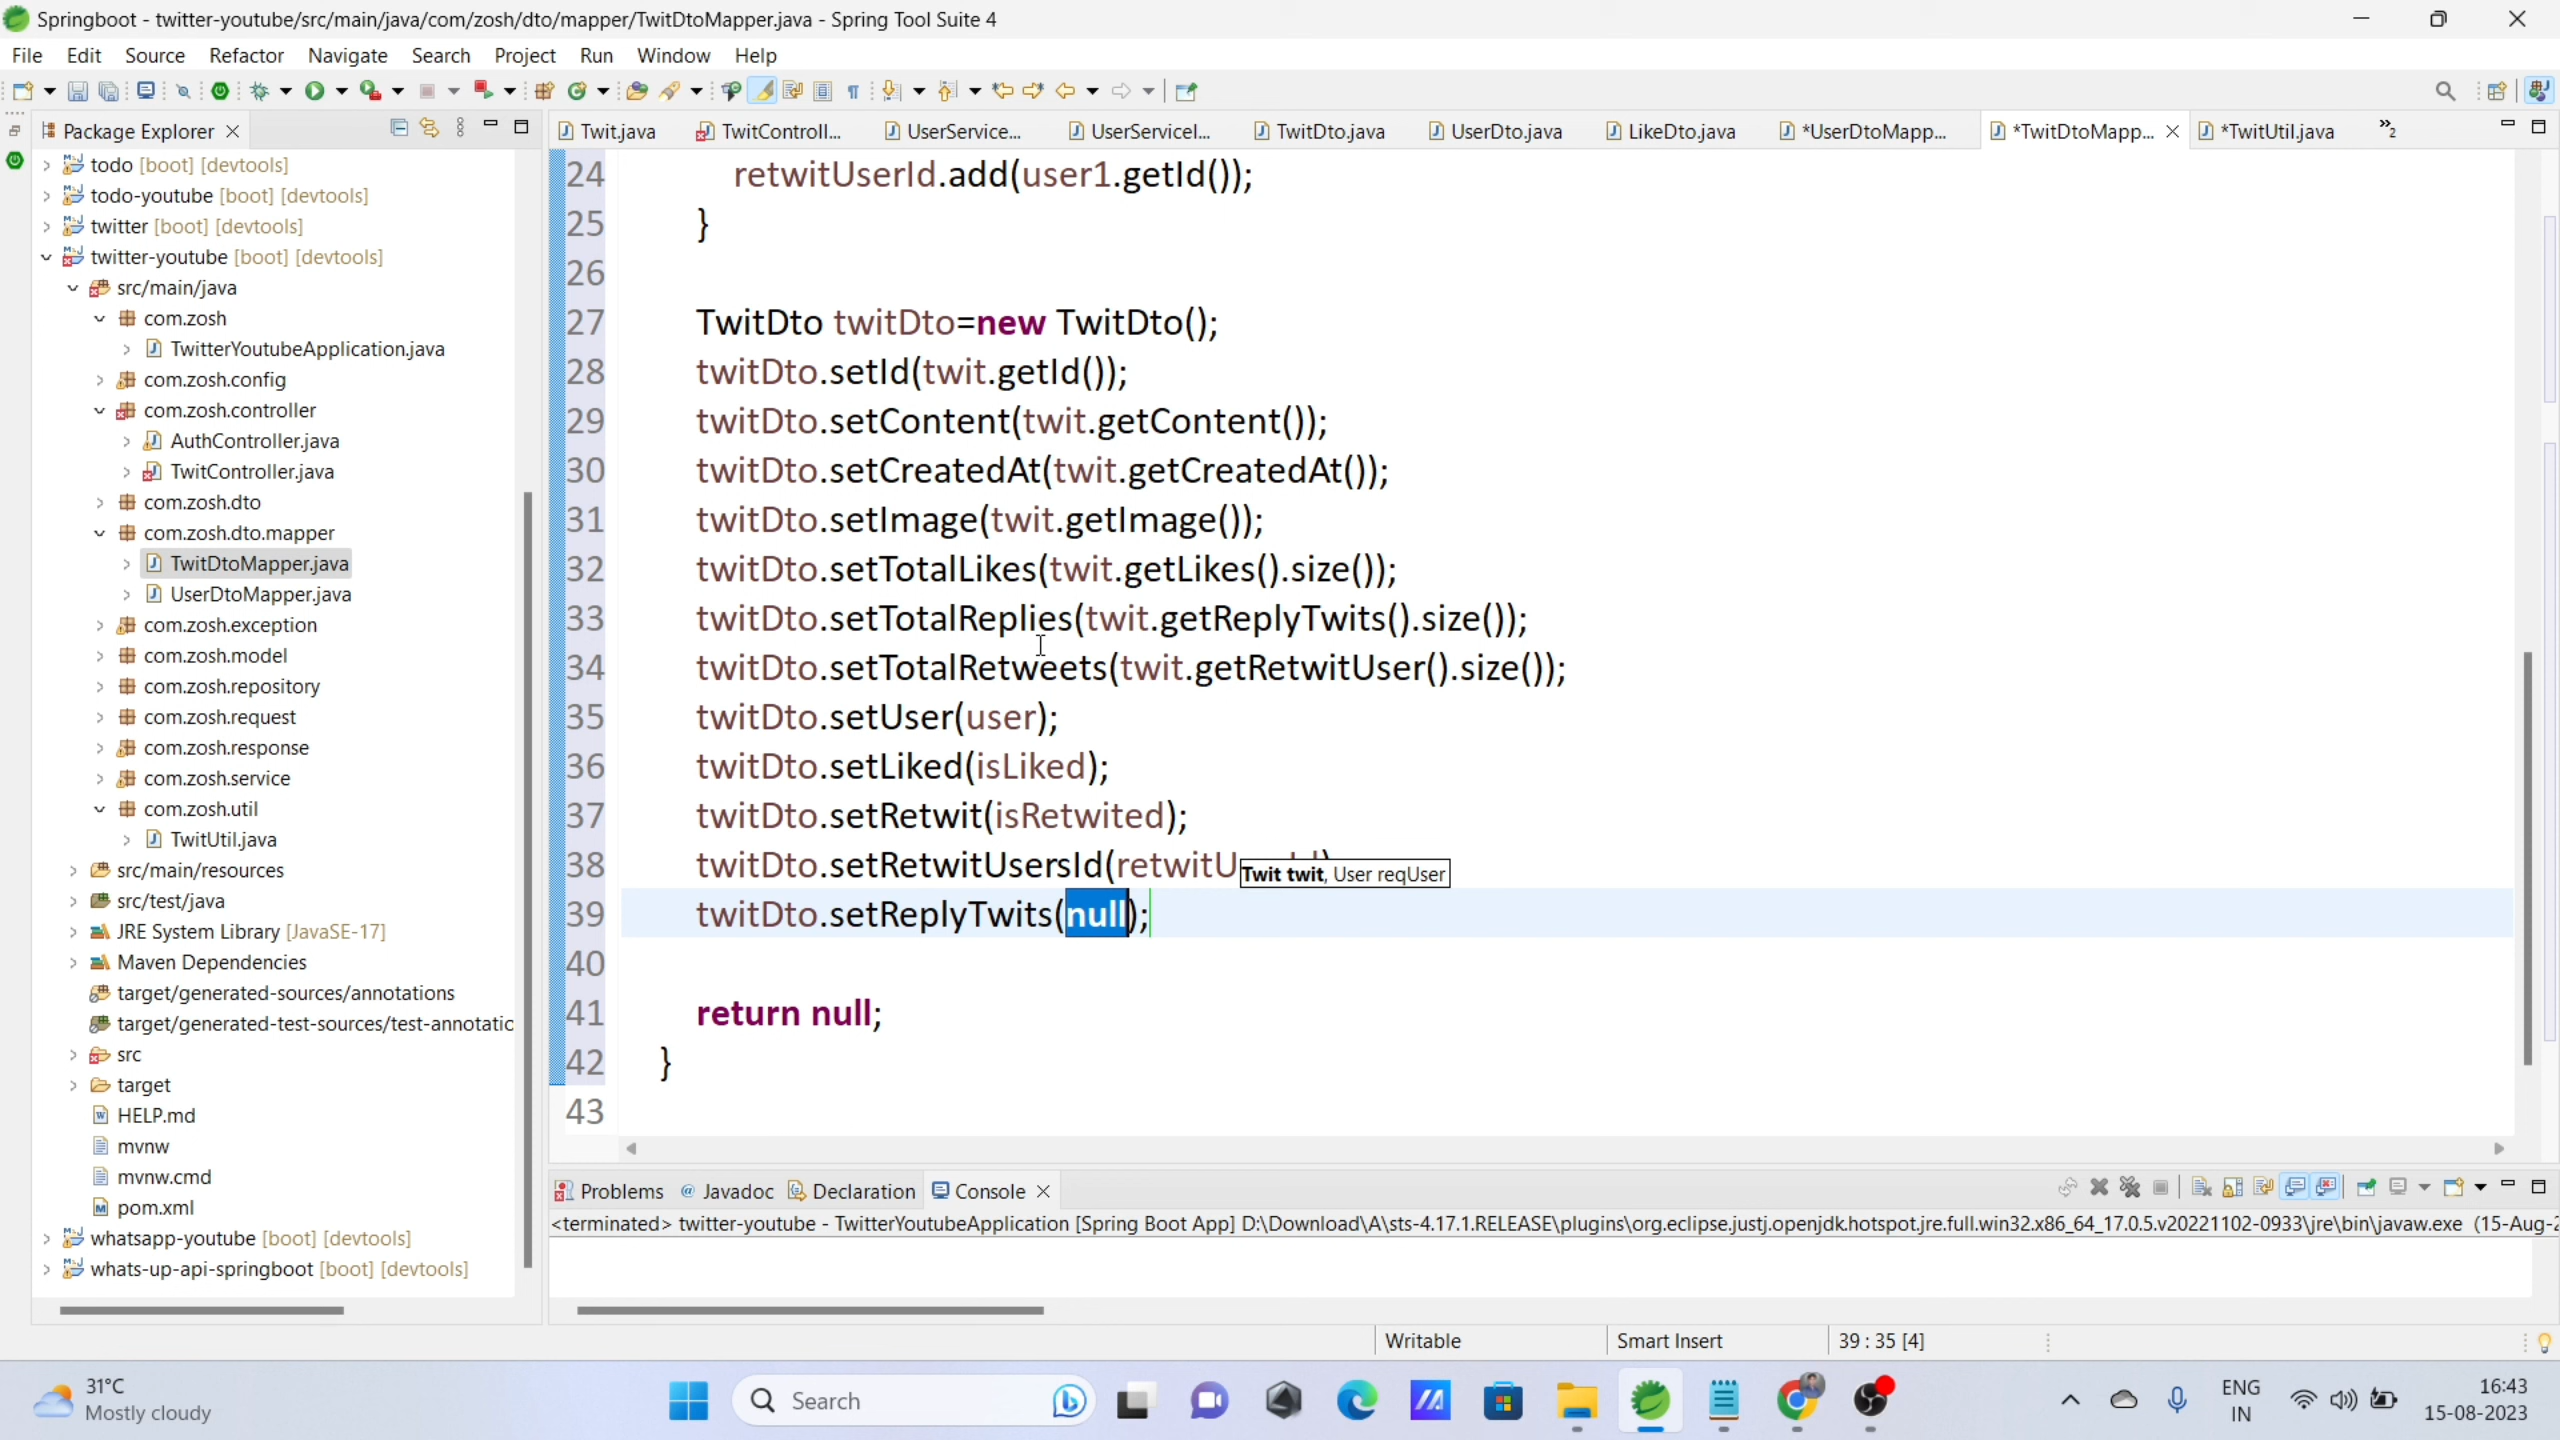 Springboot - twitter-youtube/src/main/java/com/zosh/dto/mapper/TwitDtoMapper.java - Spring Tool Suite 4
File Edit Source Refactor Navigate Search Project Run Window Help
Package Explorer
Twit.java TwitControll... UserService... UserServiceI... TwitDto.java UserDto.java LikeDto.java *UserDtoMapp... *TwitDtoMapp... *TwitUtil.java »2
todo [boot] [devtools]
todo-youtube [boot] [devtools]
twitter [boot] [devtools]
twitter-youtube [boot] [devtools]
src/main/java
com.zosh
TwitterYoutubeApplication.java
com.zosh.config
com.zosh.controller
AuthController.java
TwitController.java
com.zosh.dto
com.zosh.dto.mapper
TwitDtoMapper.java
UserDtoMapper.java
com.zosh.exception
com.zosh.model
com.zosh.repository
com.zosh.request
com.zosh.response
com.zosh.service
com.zosh.util
TwitUtil.java
src/main/resources
src/test/java
JRE System Library [JavaSE-17]
Maven Dependencies
target/generated-sources/annotations
target/generated-test-sources/test-annotatio
src
target
HELP.md
mvnw
mvnw.cmd
pom.xml
whatsapp-youtube [boot] [devtools]
whats-up-api-springboot [boot] [devtools]
24 retwitUserId.add(user1.getId());
25 }
26
27 TwitDto twitDto=new TwitDto();
28 twitDto.setId(twit.getId());
29 twitDto.setContent(twit.getContent());
30 twitDto.setCreatedAt(twit.getCreatedAt());
31 twitDto.setImage(twit.getImage());
32 twitDto.setTotalLikes(twit.getLikes().size());
33 twitDto.setTotalReplies(twit.getReplyTwits().size());
34 twitDto.setTotalRetweets(twit.getRetwitUser().size());
35 twitDto.setUser(user);
36 twitDto.setLiked(isLiked);
37 twitDto.setRetwit(isRetwited);
38 twitDto.setRetwitUsersId(retwitU
Twit twit, User reqUser
39 twitDto.setReplyTwits(null);
40
41 return null;
42 }
43
Problems Javadoc Declaration Console
<terminated> twitter-youtube - TwitterYoutubeApplication [Spring Boot App] D:\Download\A\sts-4.17.1.RELEASE\plugins\org.eclipse.justj.openjdk.hotspot.jre.full.win32.x86_64_17.0.5.v20221102-0933\jre\bin\javaw.exe (15-Aug-2
Writable Smart Insert 39 : 35 [4]
31°C
Mostly cloudy
Search
ENG
IN
16:43
15-08-2023